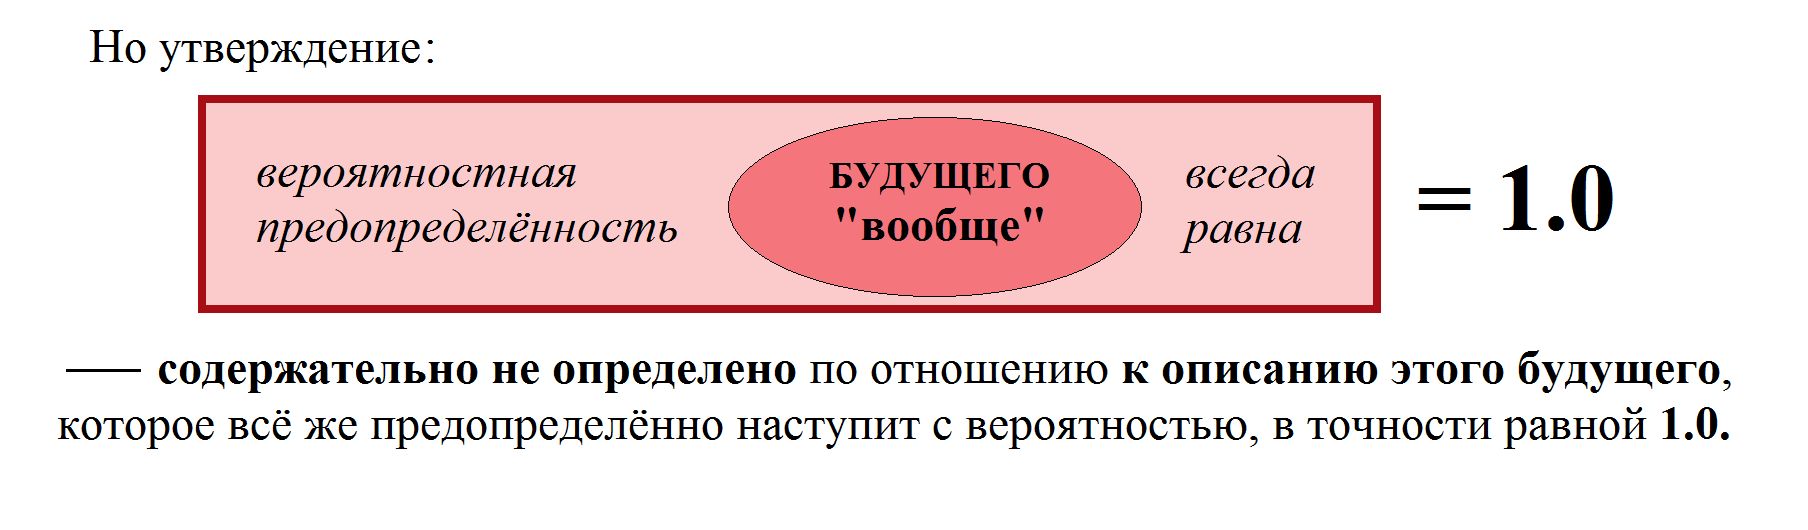 Но утверждение:
вероятностная
предопределённость
БУДУЩЕГО
"вообще"
всегда
равна
= 1.0
— содержательно не определено по отношению к описанию этого будущего,
которое всё же предопределённо наступит с вероятностью, в точности равной 1.0.